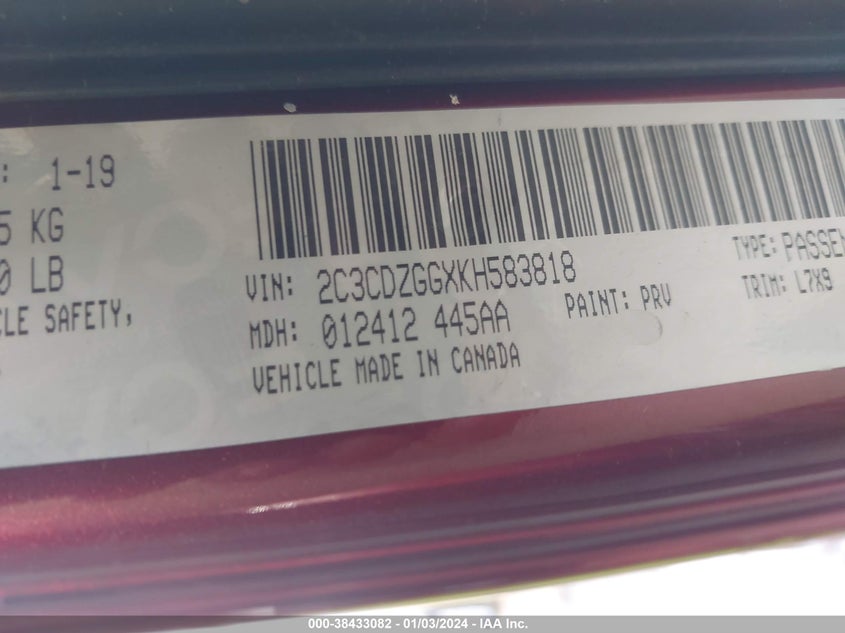 : 1-19
5 KG
0 LB
CLE SAFETY,
VIN: 2C3CDZGGXKH583818
TYPE: PASSEN
MDH: 012412 445AA
PAINT: PRV
TRIM: L7X9
VEHICLE MADE IN CANADA
000-38433082 - 01/03/2024 - IAA Inc.